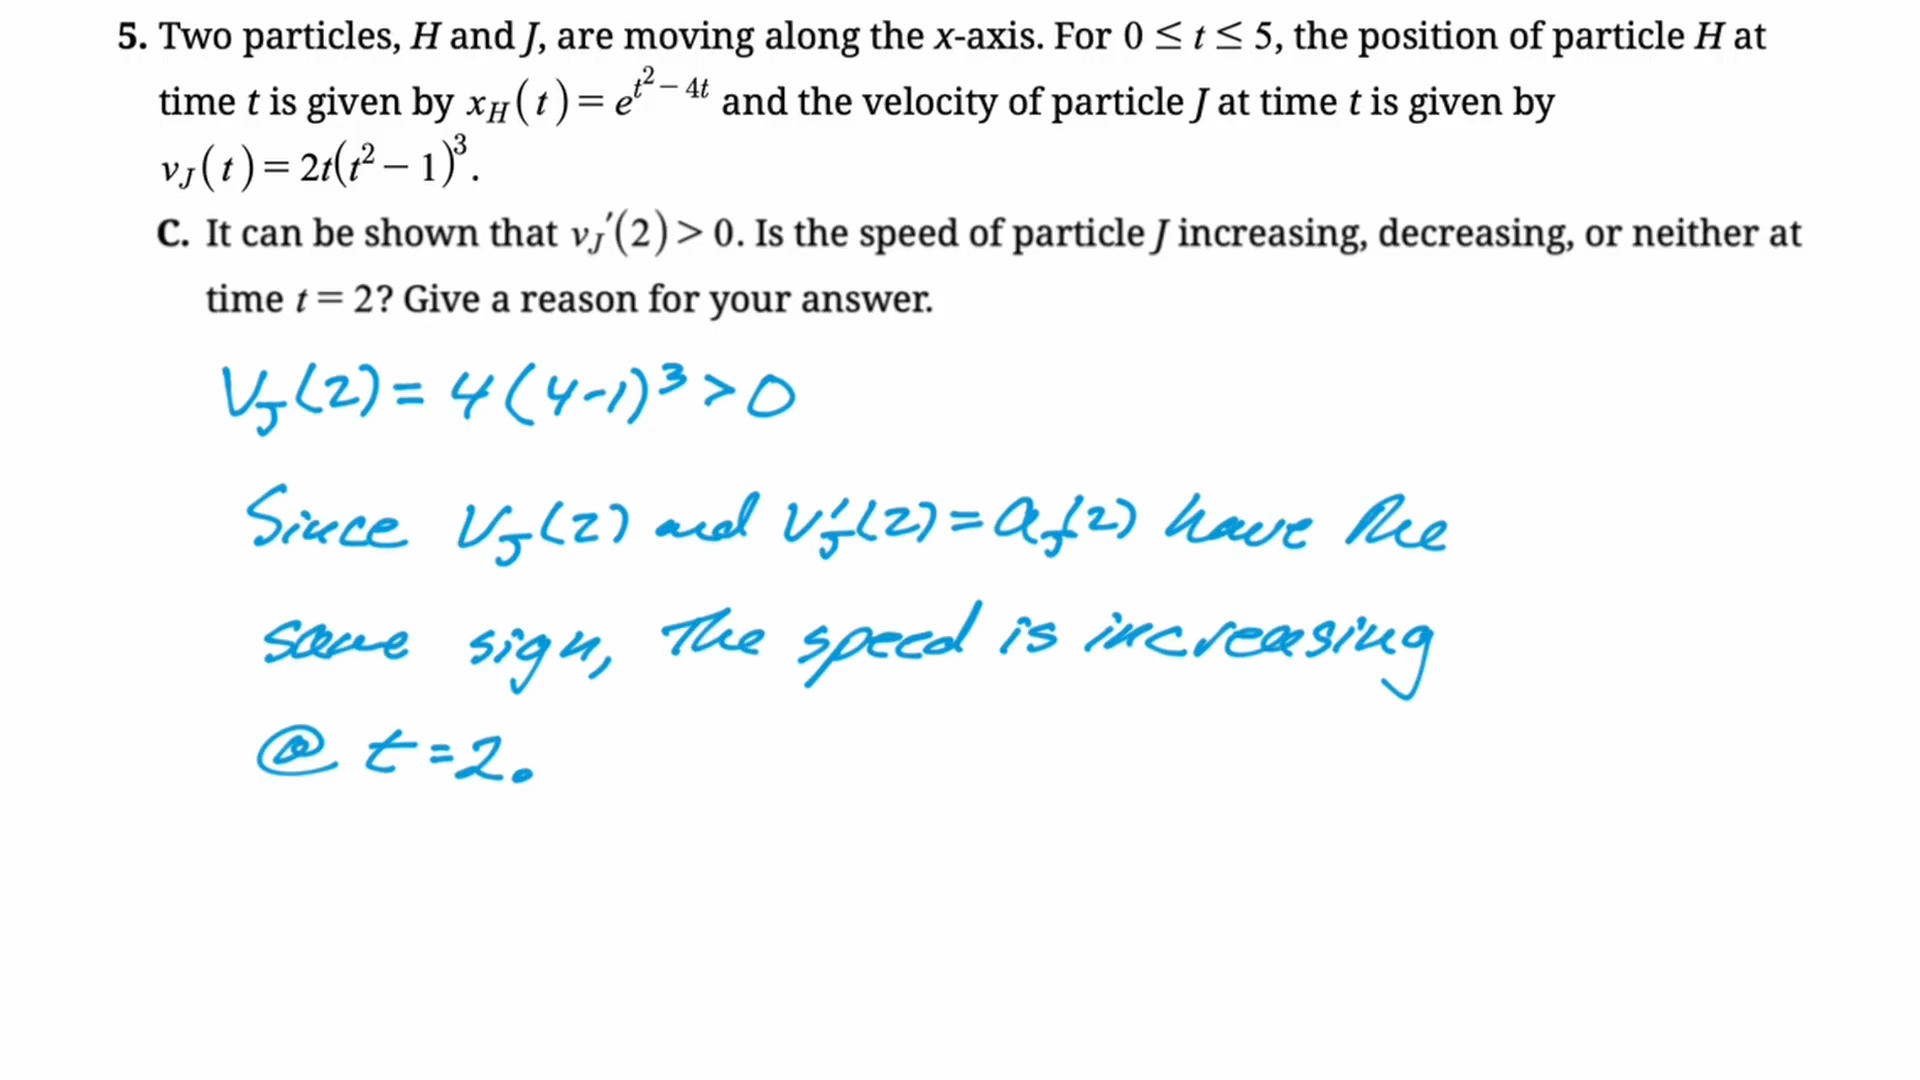 5. Two particles, H and J, are moving along the x-axis. For 0 ≤ t ≤ 5, the position of particle H at
time t is given by x_H(t) = e^{t^2 − 4t} and the velocity of particle J at time t is given by
v_J(t) = 2t(t^2 − 1)^3.
C. It can be shown that v_J′(2) > 0. Is the speed of particle J increasing, decreasing, or neither at
time t = 2? Give a reason for your answer.
V_J(2) = 4(4-1)^3 > 0
Since V_J(2) and V_J′(2) = a_J(2) have the
same sign, the speed is increasing
@ t = 2.